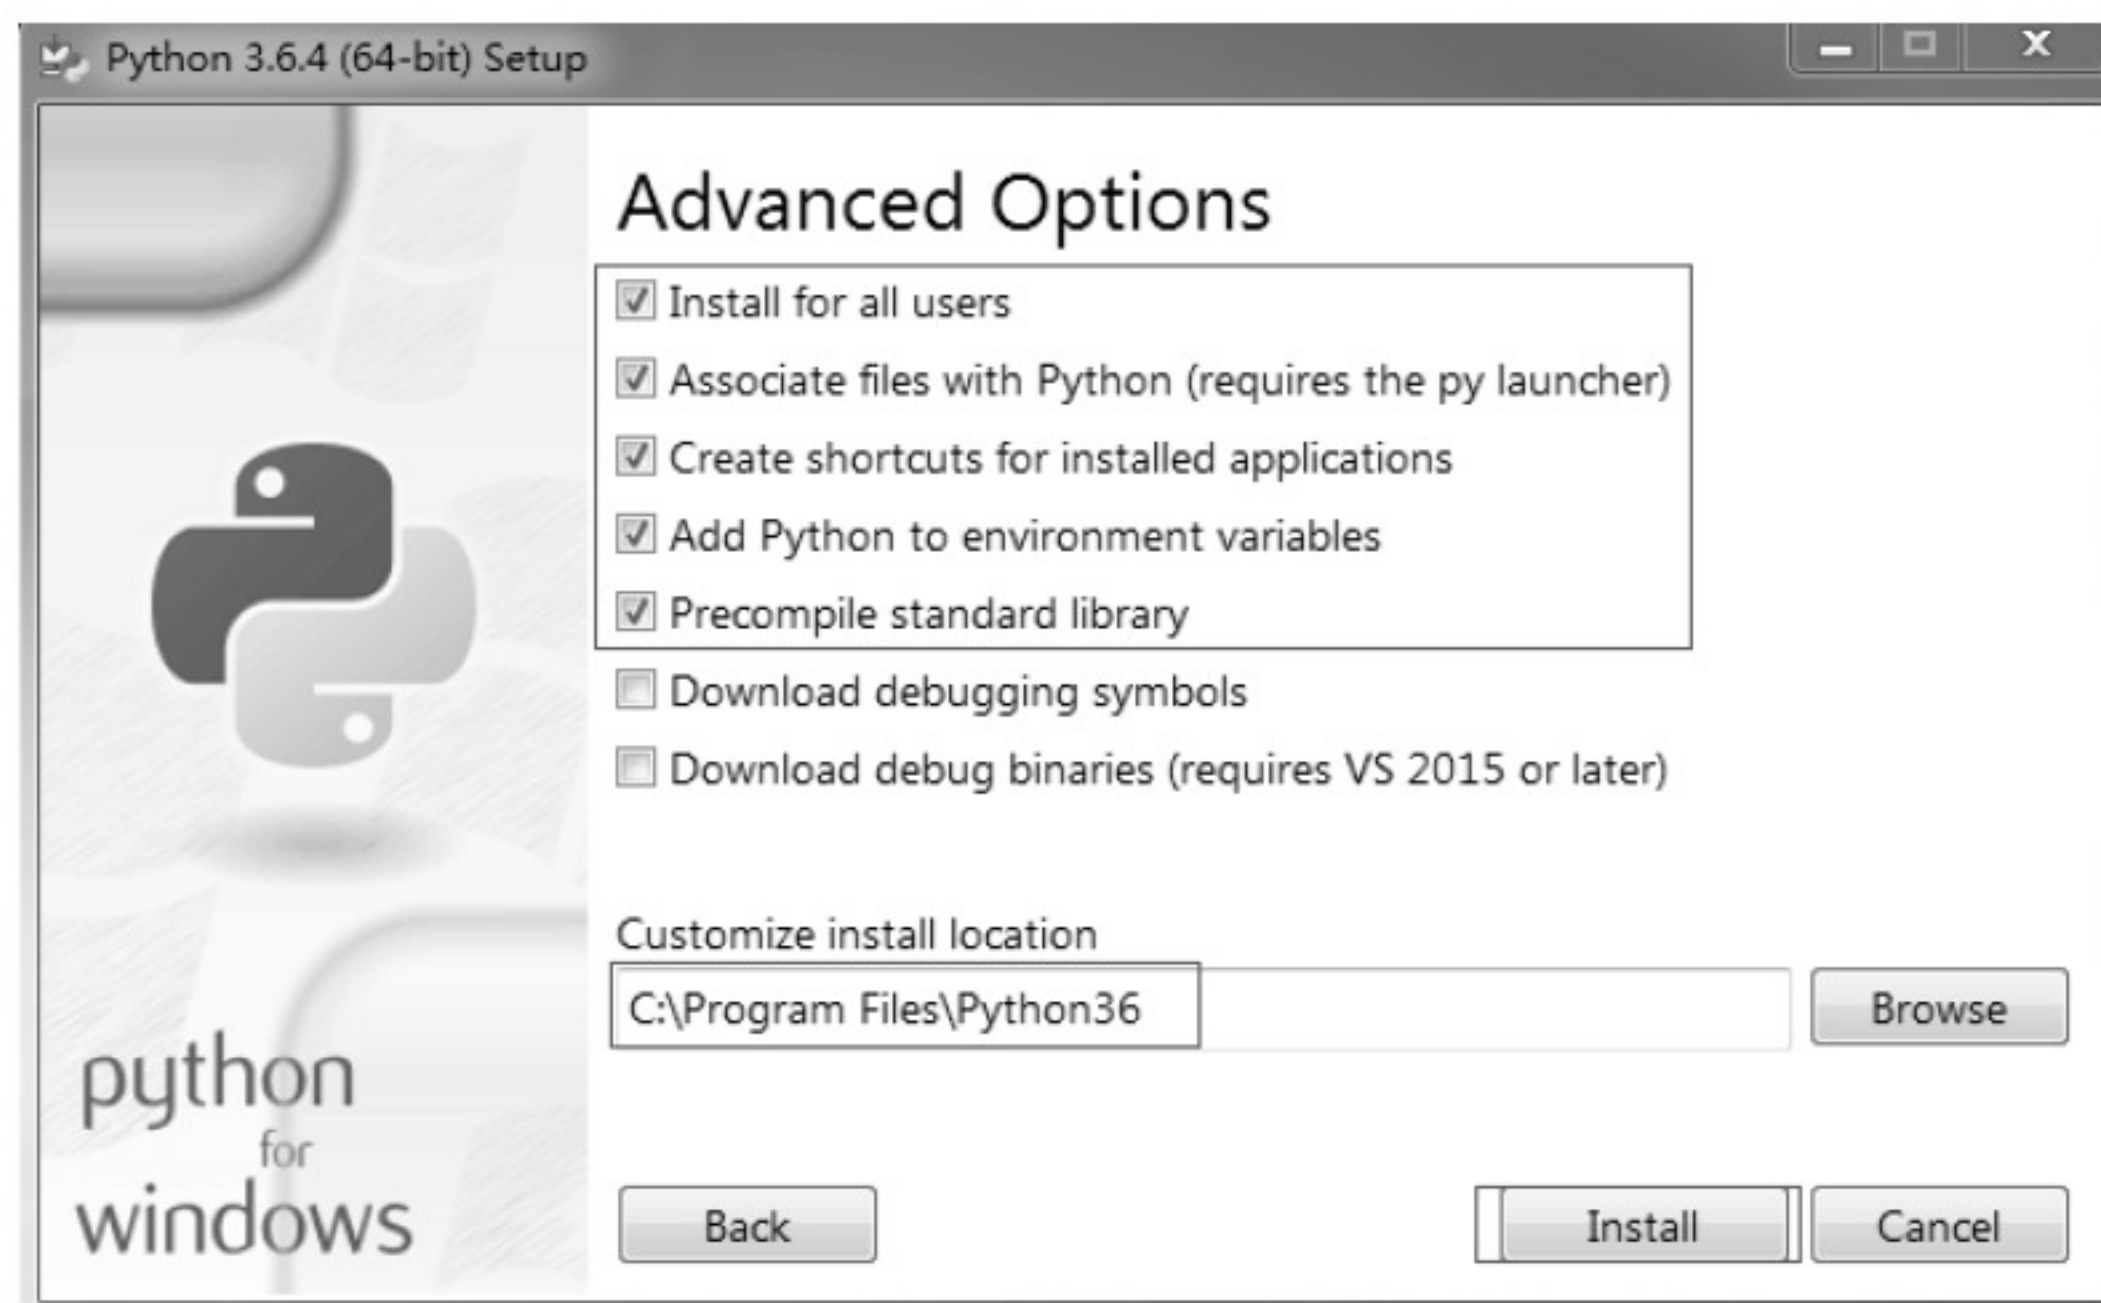 Python 3.6.4 (64-bit) Setup
Advanced Options
Install for all users
Associate files with Python (requires the py launcher)
Create shortcuts for installed applications
Add Python to environment variables
Precompile standard library
Download debugging symbols
Download debug binaries (requires VS 2015 or later)
Customize install location
C:\Program Files\Python36
Browse
python
for
windows
Back
Install
Cancel